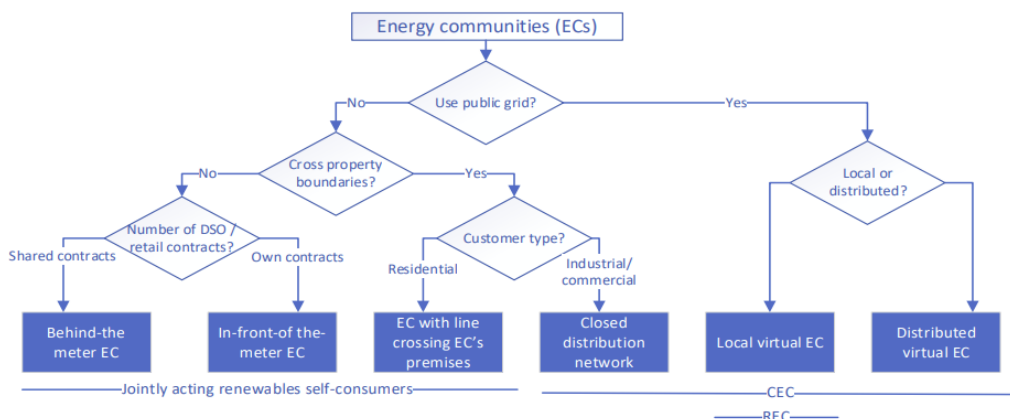 Energy communities (ECs)
Use public grid?
No
Yes
Cross property
boundaries?
No
Yes
Local or
distributed?
Number of DSO /
retail contracts?
Customer type?
Shared contracts
Own contracts
Residential
Industrial/
commercial
Behind-the
meter EC
In-front-of the-
meter EC
EC with line
crossing EC's
premises
Closed
distribution
network
Local virtual EC
Distributed
virtual EC
Jointly acting renewables self-consumers
CEC
REC